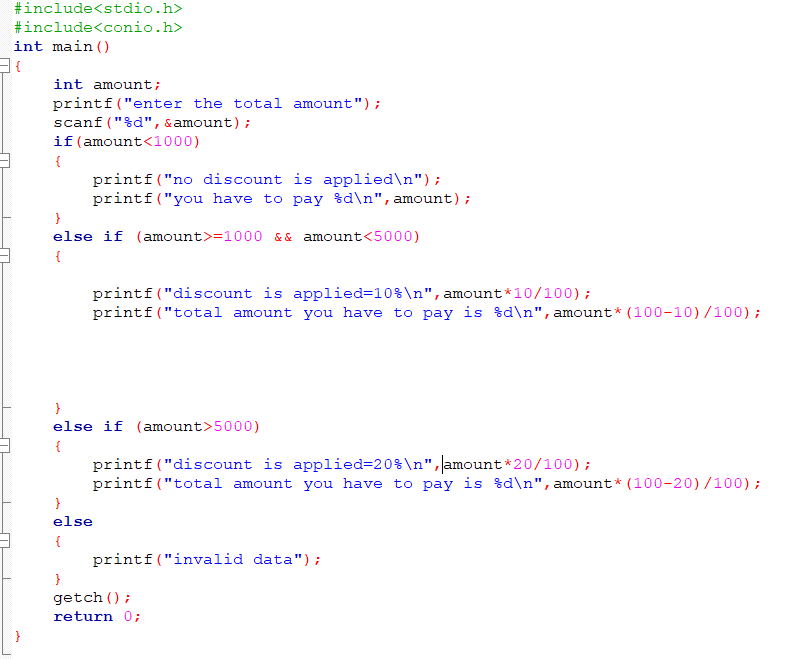 #include<stdio.h>
#include<conio.h>
int main()
{
    int amount;
    printf("enter the total amount");
    scanf("%d",&amount);
    if(amount<1000)
    {
        printf("no discount is applied\n");
        printf("you have to pay %d\n",amount);
    }
    else if (amount>=1000 && amount<5000)
    {
        printf("discount is applied=10%\n",amount*10/100);
        printf("total amount you have to pay is %d\n",amount*(100-10)/100);
    }
    else if (amount>5000)
    {
        printf("discount is applied=20%\n",amount*20/100);
        printf("total amount you have to pay is %d\n",amount*(100-20)/100);
    }
    else
    {
        printf("invalid data");
    }
    getch();
    return 0;
}